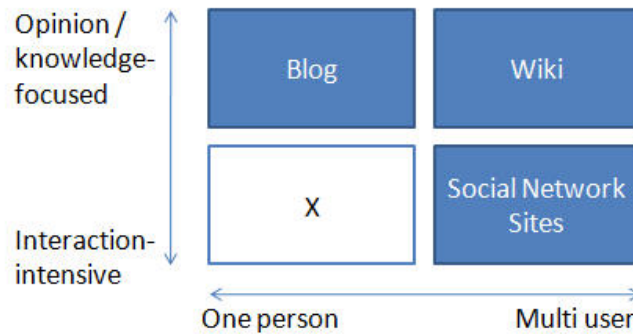 Opinion /
knowledge-
focused
Blog
Wiki
X
Social Network
Sites
Interaction-
intensive
One person
Multi user